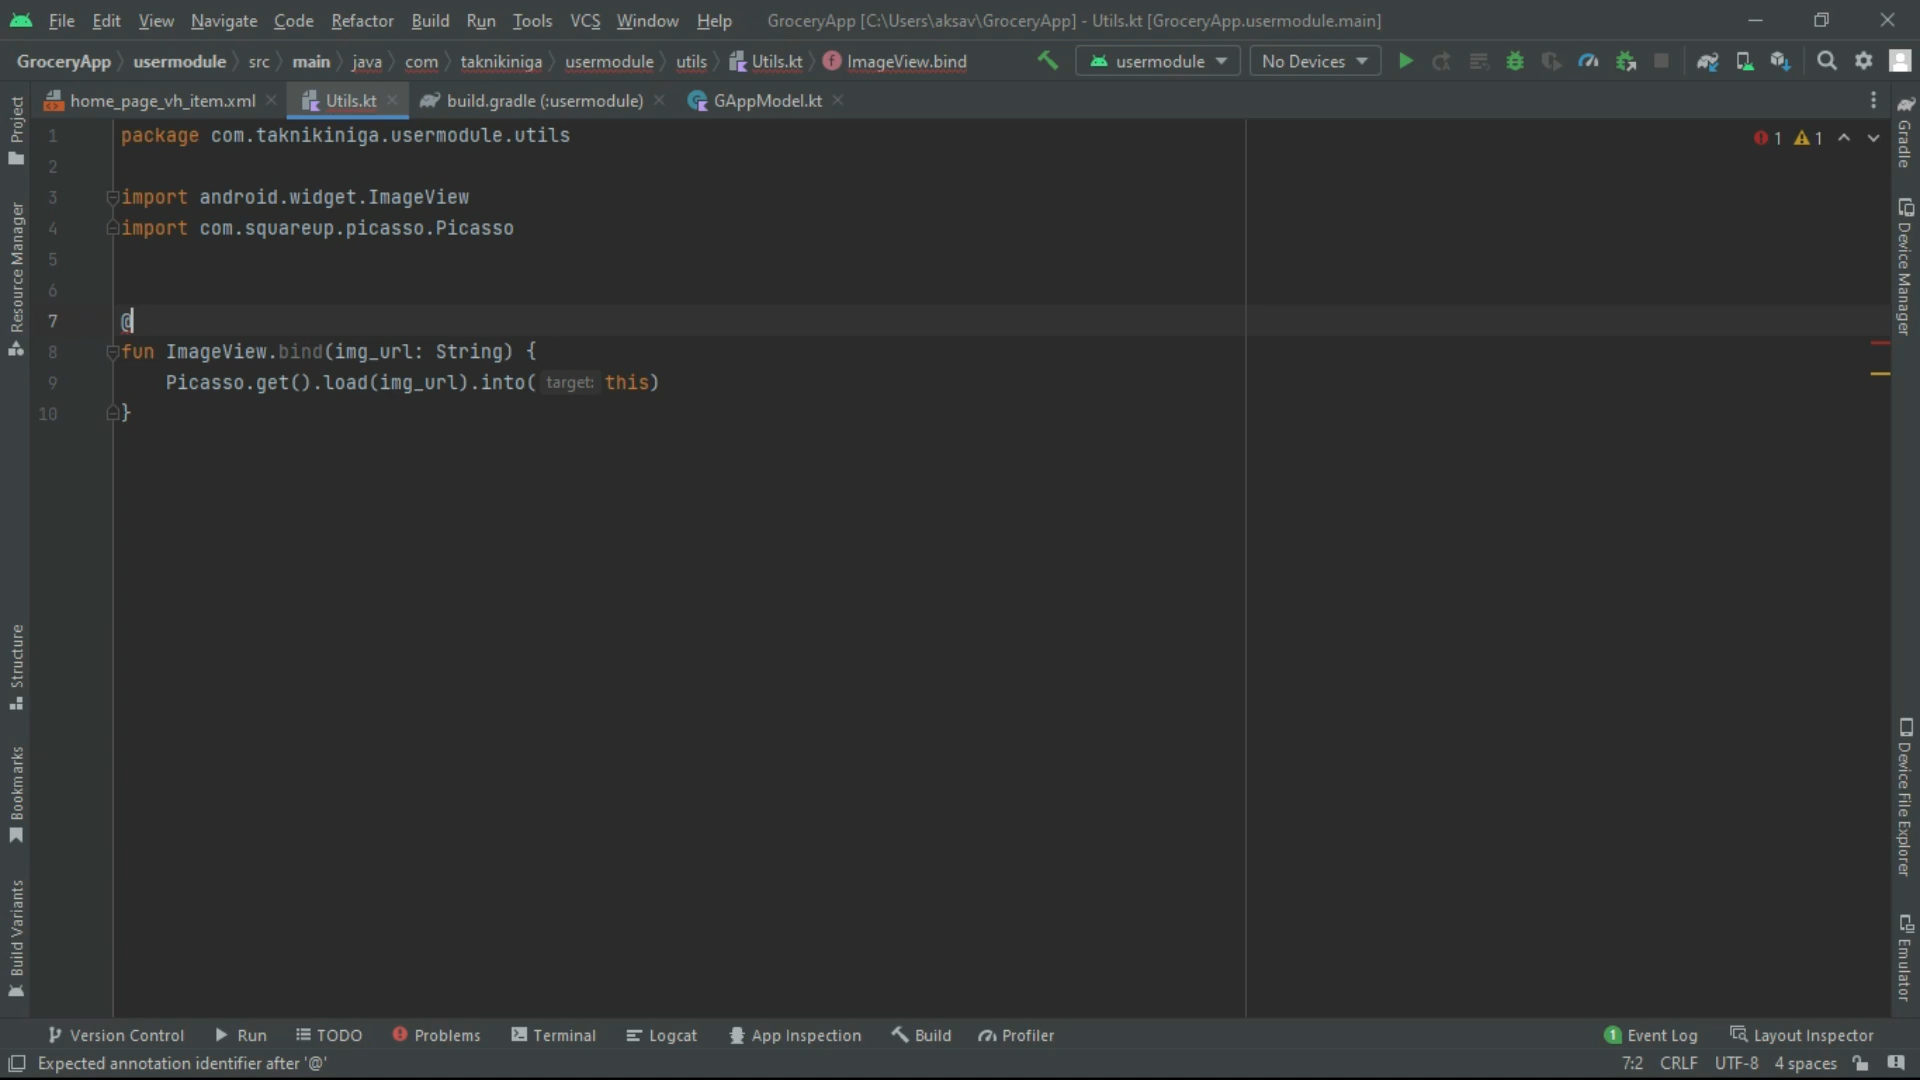 File Edit View Navigate Code Refactor Build Run Tools VCS Window Help GroceryApp [C:\Users\aksav\GroceryApp] - Utils.kt [GroceryApp.usermodule.main]
GroceryApp usermodule src main java com taknikiniga usermodule utils Utils.kt ImageView.bind usermodule No Devices
home_page_vh_item.xml Utils.kt build.gradle (:usermodule) GAppModel.kt
1 package com.taknikiniga.usermodule.utils
1 1
2
3 import android.widget.ImageView
4 import com.squareup.picasso.Picasso
5
6
7 @
8 fun ImageView.bind(img_url: String) {
9 Picasso.get().load(img_url).into( target: this)
10 }
Project
Resource Manager
Structure
Bookmarks
Build Variants
Gradle
Device Manager
Device File Explorer
Emulator
Version Control Run TODO Problems Terminal Logcat App Inspection Build Profiler 1 Event Log Layout Inspector
Expected annotation identifier after '@' 7:2 CRLF UTF-8 4 spaces